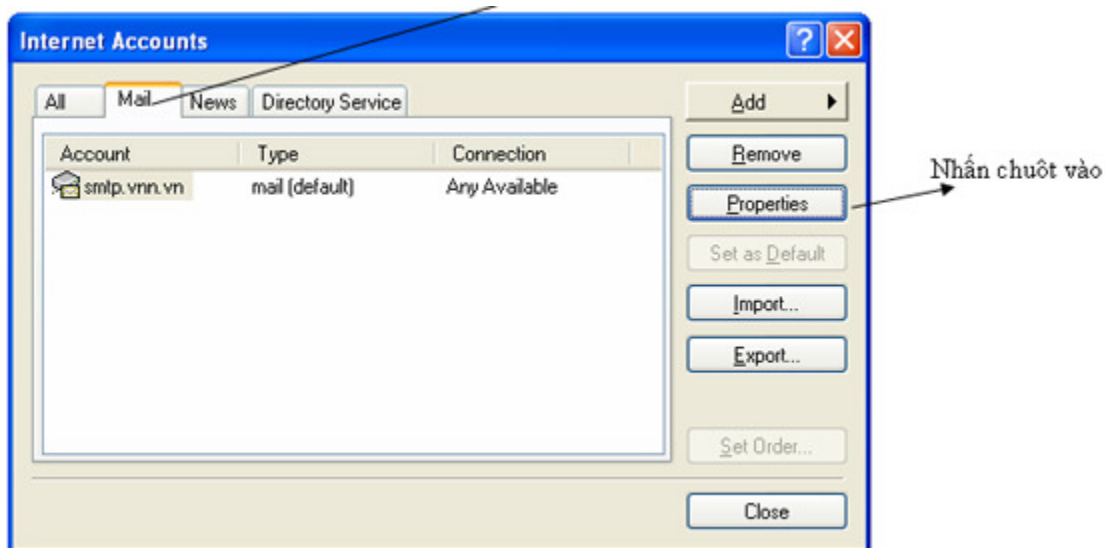 Internet Accounts
All Mail News Directory Service
Account Type Connection
smtp.vnn.vn mail (default) Any Available
Add
Remove
Properties
Set as Default
Import...
Export...
Set Order...
Close
Nhấn chuột vào